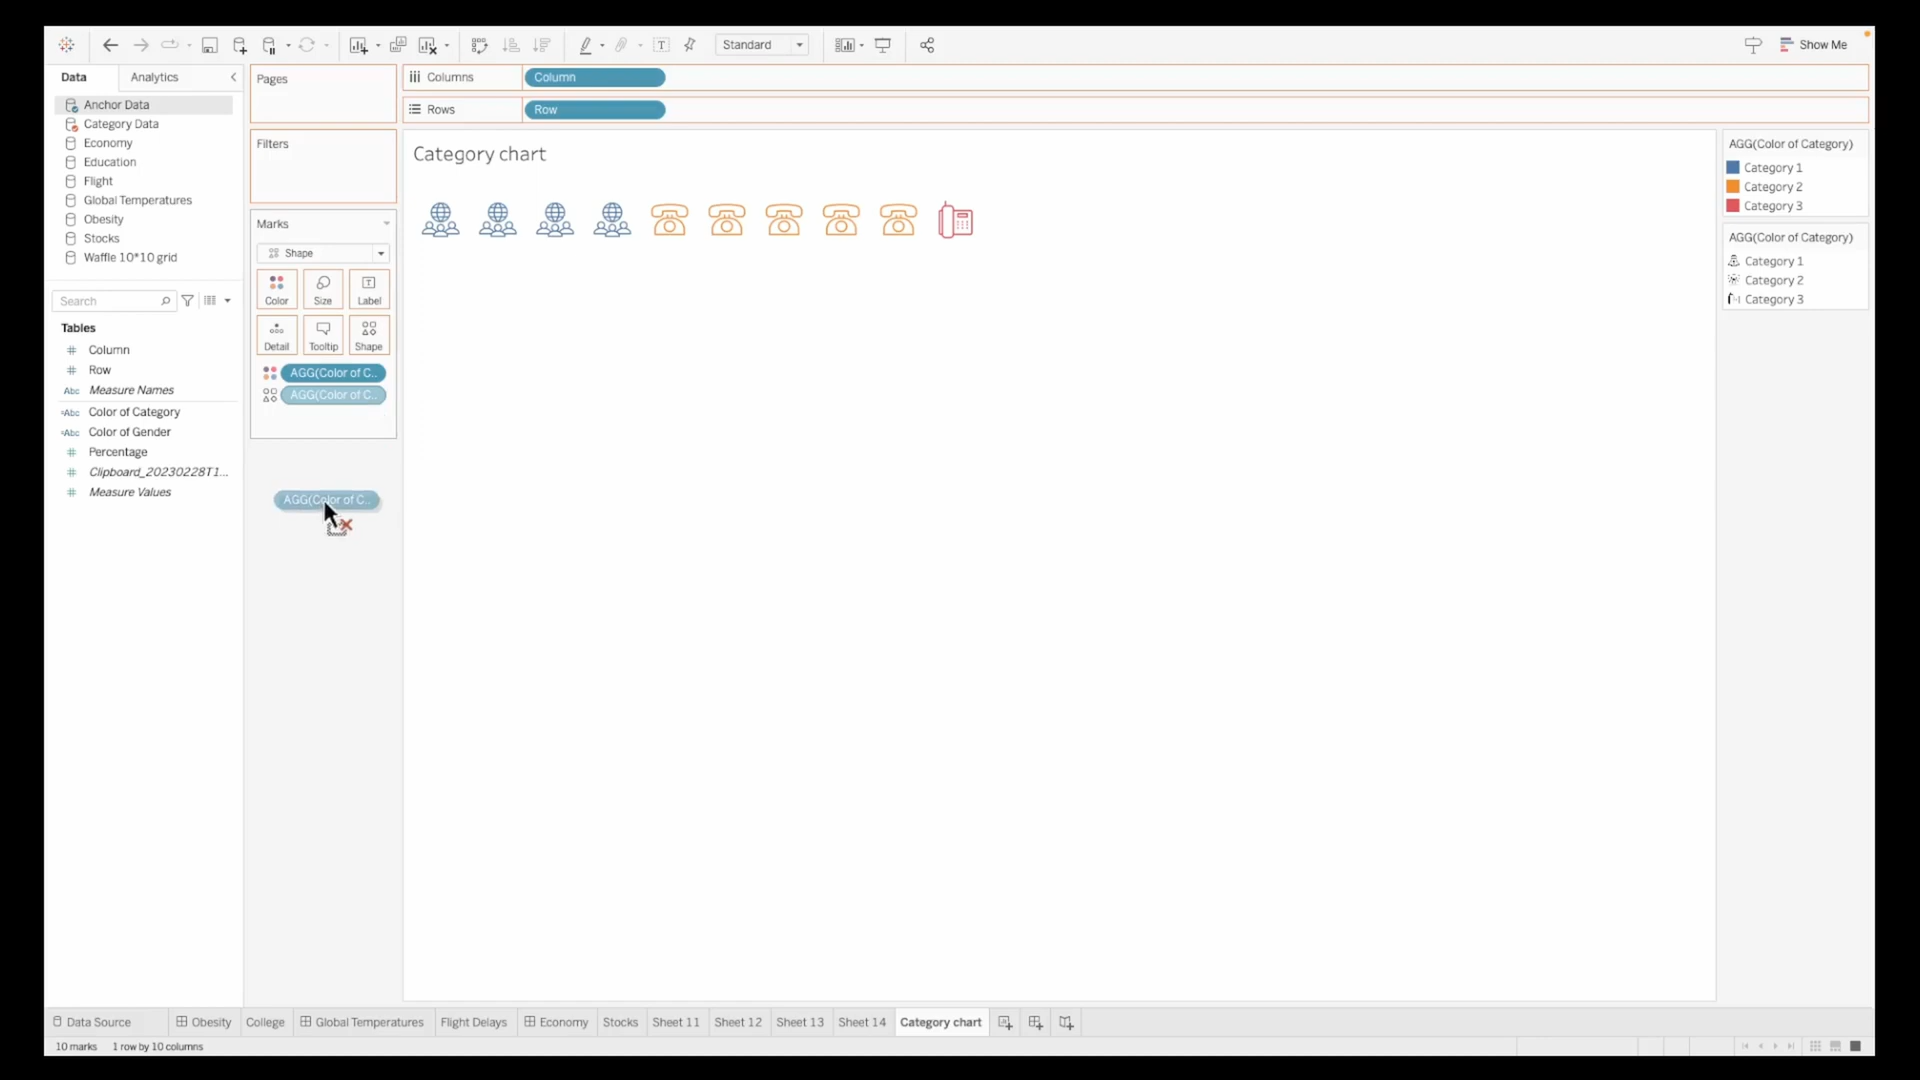 Standard
Show Me
Data
Analytics
Pages
Columns
Column
Rows
Row
Anchor Data
Category Data
Economy
Education
Flight
Global Temperatures
Obesity
Stocks
Waffle 10*10 grid
Search
Tables
Column
Row
Abc Measure Names
=Abc Color of Category
=Abc Color of Gender
Percentage
Clipboard_20230228T1...
Measure Values
Filters
Marks
Shape
Color
Size
Label
Detail
Tooltip
Shape
AGG(Color of C..
AGG(Color of C..
AGG(Color of C..
Category chart
AGG(Color of Category)
Category 1
Category 2
Category 3
AGG(Color of Category)
Category 1
Category 2
Category 3
Data Source
Obesity
College
Global Temperatures
Flight Delays
Economy
Stocks
Sheet 11
Sheet 12
Sheet 13
Sheet 14
Category chart
10 marks
1 row by 10 columns